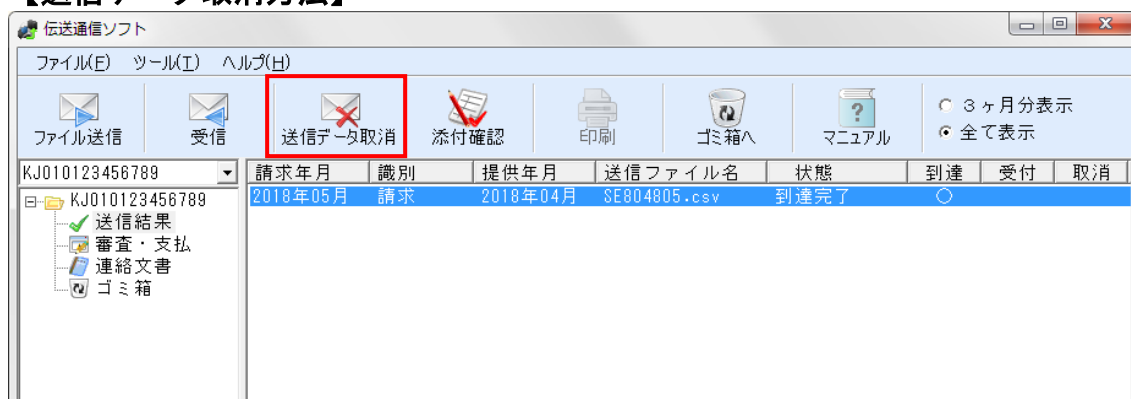 【送信データ取消方法】
伝送通信ソフト
ファイル(F) ツール(T) ヘルプ(H)
ファイル送信 受信 送信データ取消 添付確認 印刷 ゴミ箱へ マニュアル
3ヶ月分表示
全て表示
KJ010123456789
請求年月 識別 提供年月 送信ファイル名 状態 到達 受付 取消
2018年05月 請求 2018年04月 SE804805.csv 到達完了 ○
KJ010123456789
送信結果
審査・支払
連絡文書
ゴミ箱